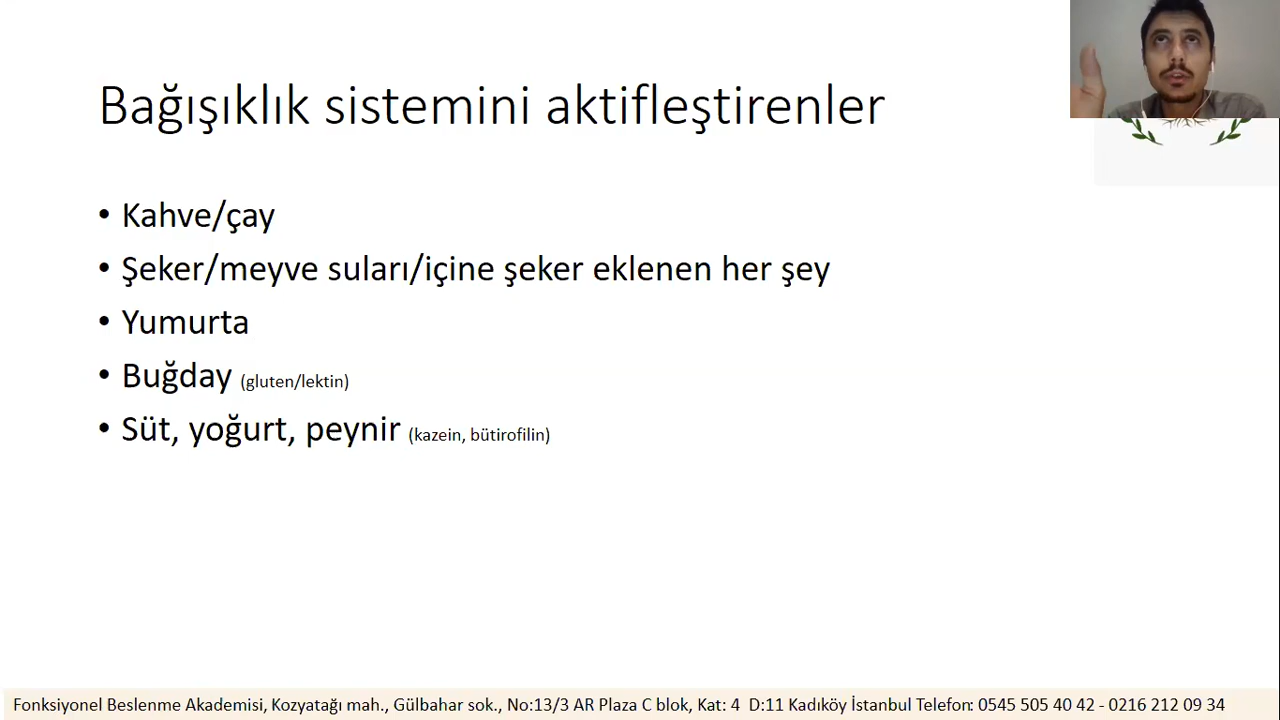 Bağışıklık sistemini aktifleştirenler
• Kahve/çay
• Şeker/meyve suları/içine şeker eklenen her şey
• Yumurta
• Buğday (gluten/lektin)
• Süt, yoğurt, peynir (kazein, bütirofilin)
Fonksiyonel Beslenme Akademisi, Kozyatağı mah., Gülbahar sok., No:13/3 AR Plaza C blok, Kat: 4 D:11 Kadıköy İstanbul Telefon: 0545 505 40 42 - 0216 212 09 34